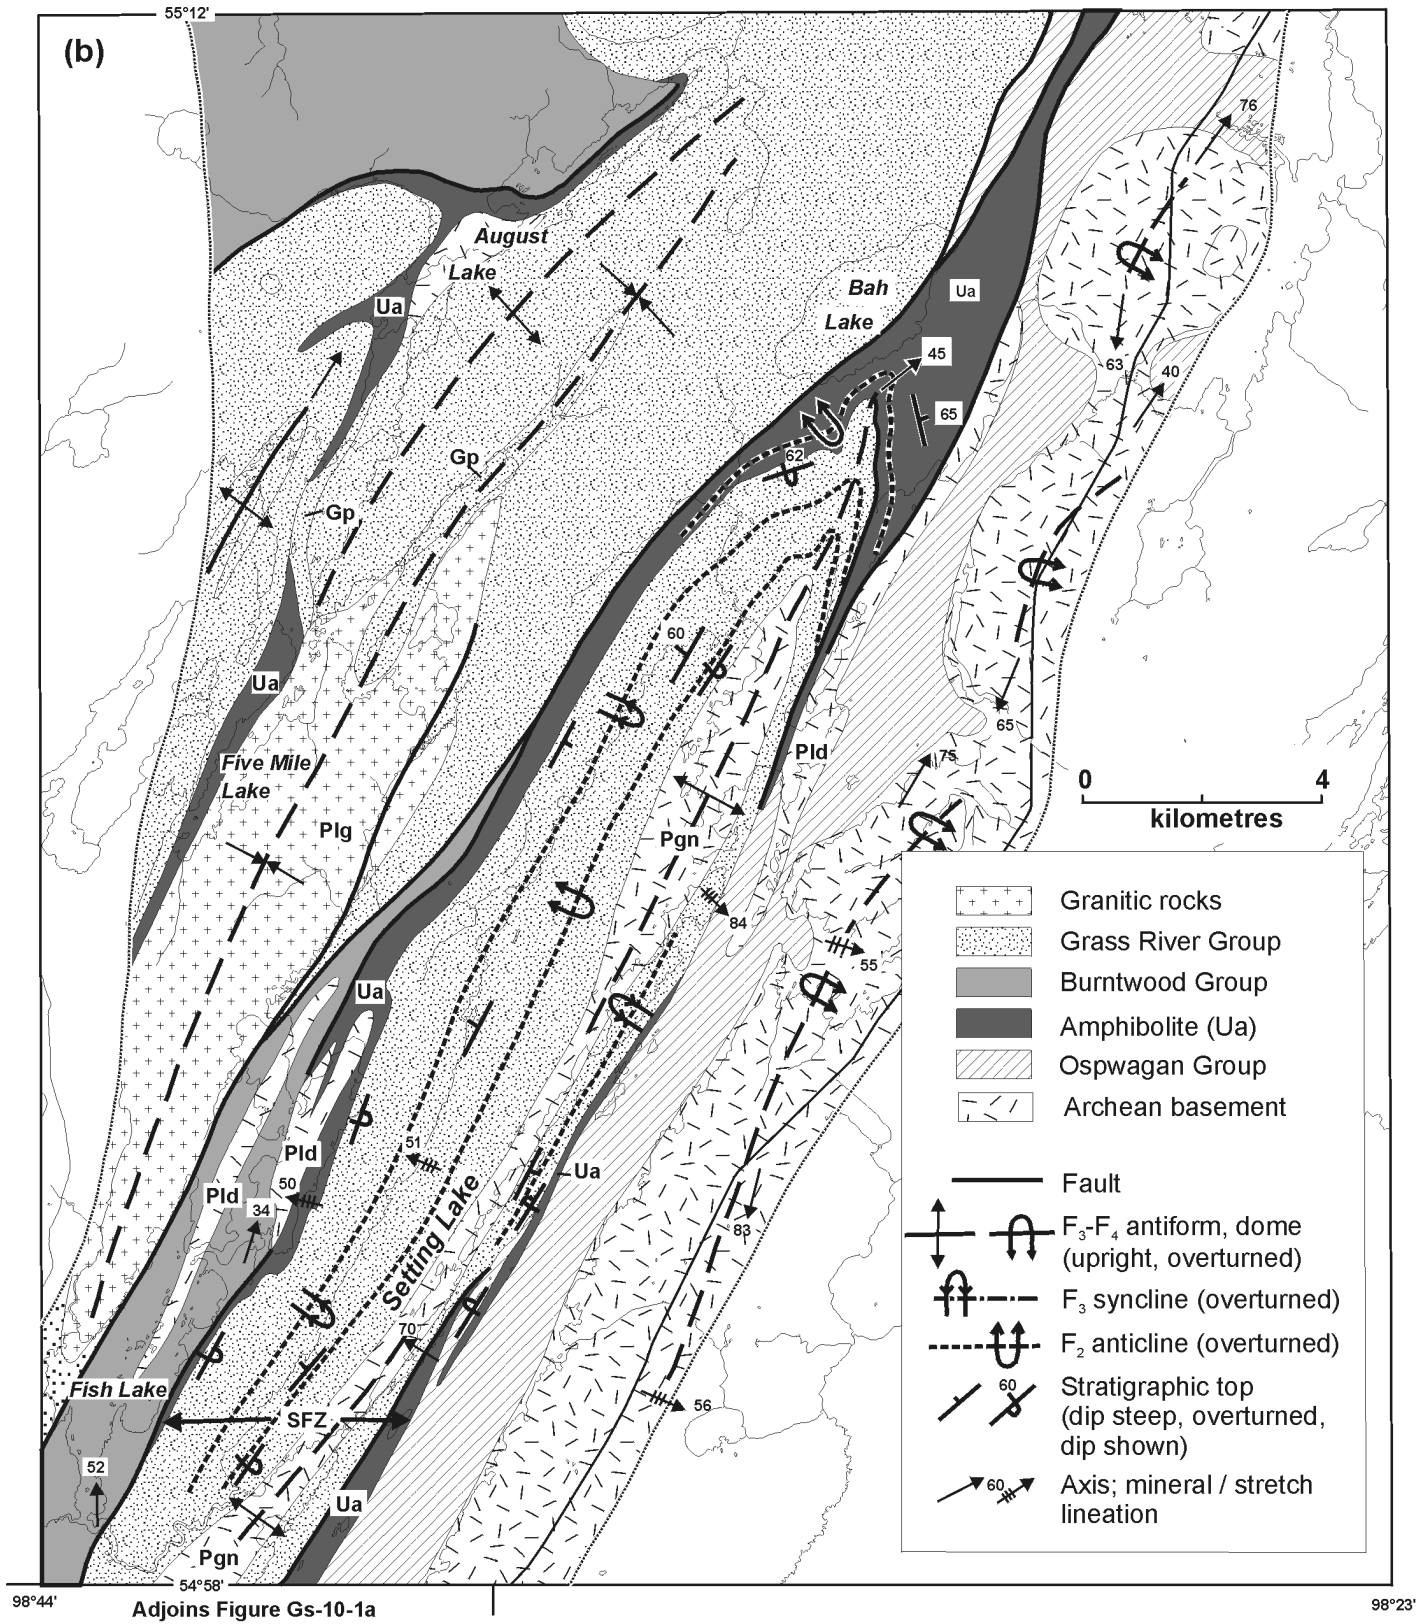 55°12'
(b)
76
August
Lake
Ua
Bah
Lake
Ua
45
63
40
65
62
Gp
Gp
60
Ua
65
Pld
75
0 4
kilometres
Five Mile
Lake
Plg
Pgn
84
55
Ua
51
Pld
50
Pld
34
Ua
83
Setting Lake
70
Fish Lake
SFZ
56
52
Ua
Pgn
Granitic rocks
Grass River Group
Burntwood Group
Amphibolite (Ua)
Ospwagan Group
Archean basement
Fault
F3-F4 antiform, dome
(upright, overturned)
F3 syncline (overturned)
F2 anticline (overturned)
60
Stratigraphic top
(dip steep, overturned,
dip shown)
60
Axis; mineral / stretch
lineation
54°58'
98°44'
98°23'
Adjoins Figure Gs-10-1a